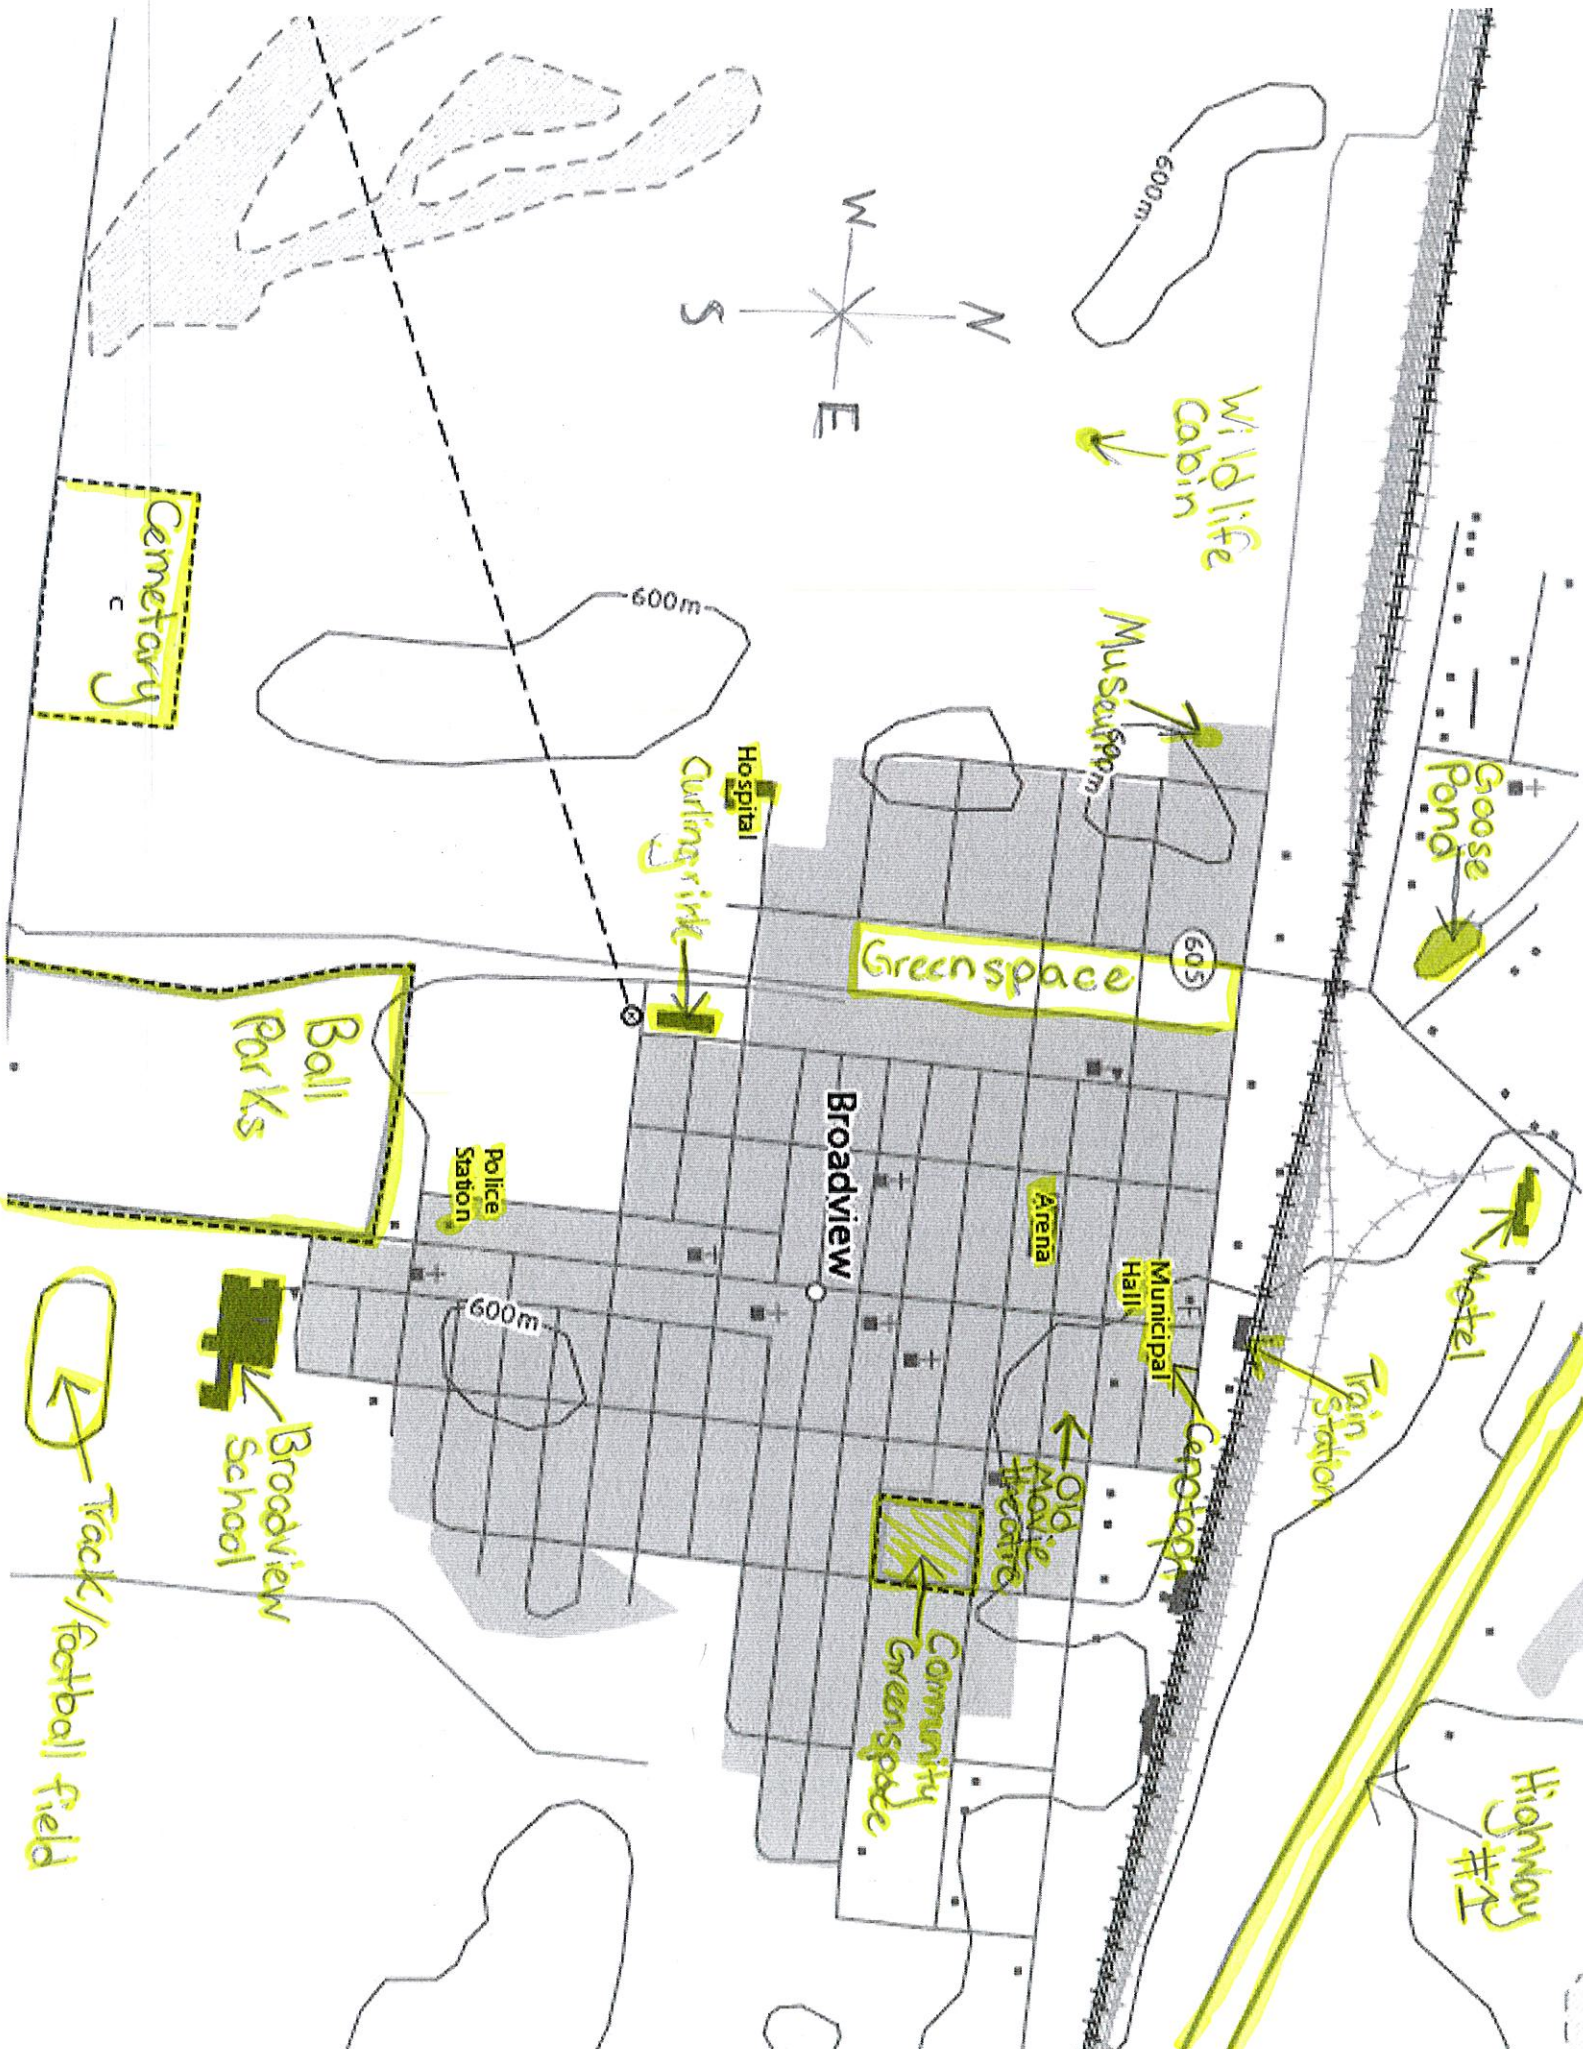 Highway
#1
Goose
Pond
Motel
Train
Station
Wildlife
Cabin
600m
Museum
600m
605
Greenspace
Municipal
Hall
Cenotaph
Arena
Old
Movie
theatre
N
W
E
S
Broadview
Community
Greenspace
Hospital
Curling rink
600m
Police
Station
600m
Ball
Parks
Broadview
School
Cemetary
C
Track/football field